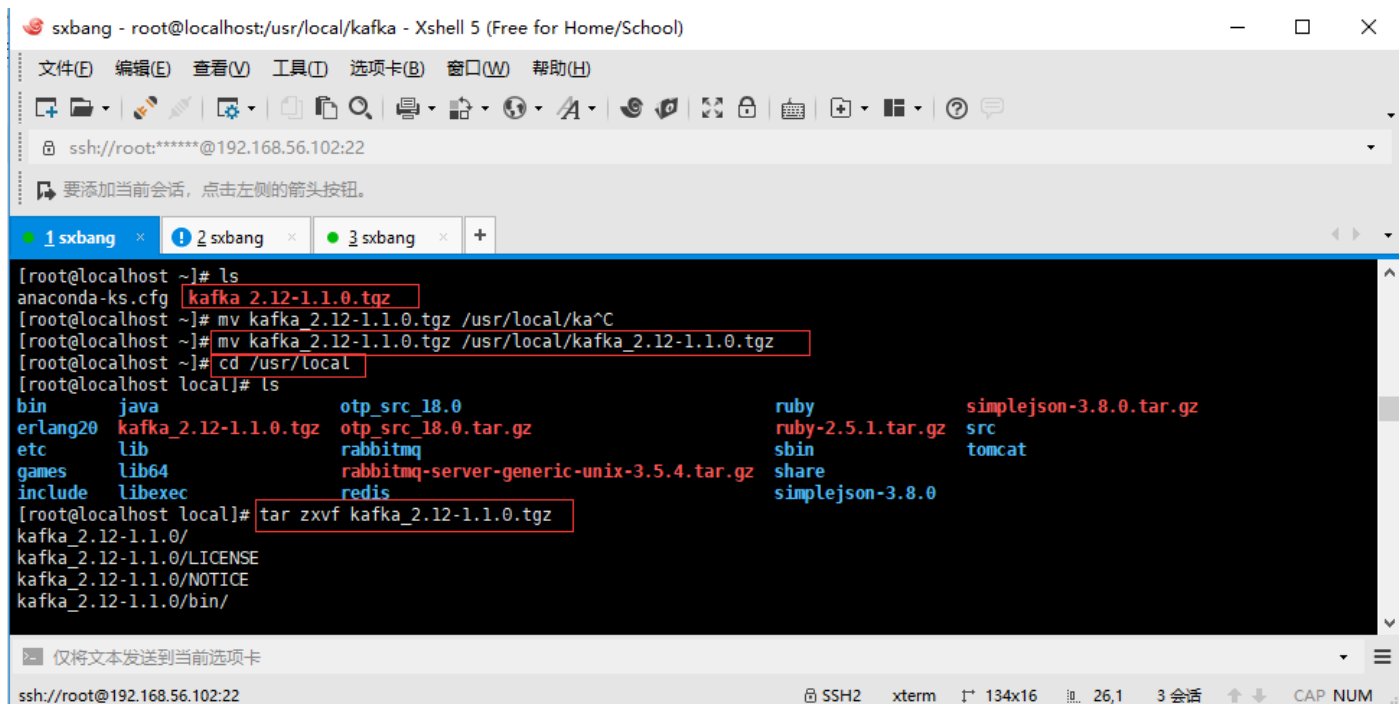 sxbang - root@localhost:/usr/local/kafka - Xshell 5 (Free for Home/School)
文件(F) 编辑(E) 查看(V) 工具(T) 选项卡(B) 窗口(W) 帮助(H)
ssh://root:******@192.168.56.102:22
要添加当前会话，点击左侧的箭头按钮。
1 sxbang × 2 sxbang × 3 sxbang × +
[root@localhost ~]# ls
anaconda-ks.cfg kafka_2.12-1.1.0.tgz
[root@localhost ~]# mv kafka_2.12-1.1.0.tgz /usr/local/ka^C
[root@localhost ~]# mv kafka_2.12-1.1.0.tgz /usr/local/kafka_2.12-1.1.0.tgz
[root@localhost ~]# cd /usr/local
[root@localhost local]# ls
bin java otp_src_18.0 ruby simplejson-3.8.0.tar.gz
erlang20 kafka_2.12-1.1.0.tgz otp_src_18.0.tar.gz ruby-2.5.1.tar.gz src
etc lib rabbitmq sbin tomcat
games lib64 rabbitmq-server-generic-unix-3.5.4.tar.gz share
include libexec redis simplejson-3.8.0
[root@localhost local]# tar zxvf kafka_2.12-1.1.0.tgz
kafka_2.12-1.1.0/
kafka_2.12-1.1.0/LICENSE
kafka_2.12-1.1.0/NOTICE
kafka_2.12-1.1.0/bin/
仅将文本发送到当前选项卡
ssh://root@192.168.56.102:22 SSH2 xterm 134x16 26,1 3 会话 CAP NUM